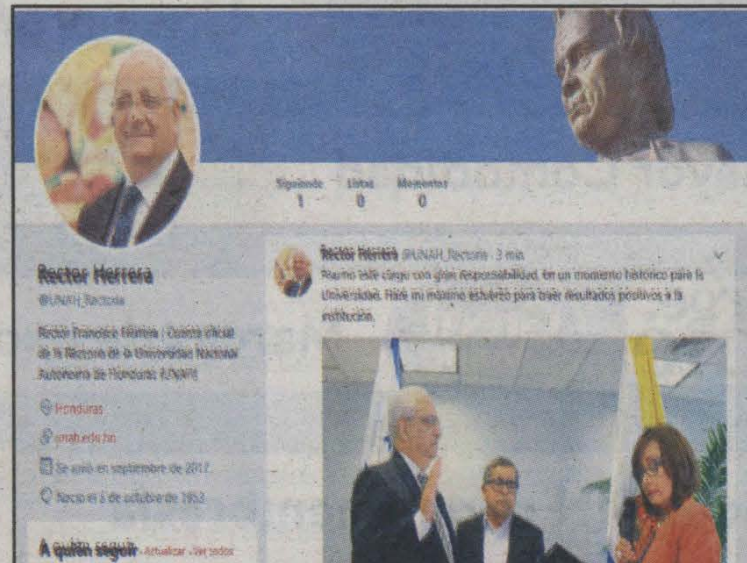 Siguiendo Listas Momentos
1 0 0
Rector Herrera
@UNAH_Rectoria
Rector Francisco Herrera | Cuenta oficial
de la Rectoría de la Universidad Nacional
Autónoma de Honduras (UNAH)
Honduras
unah.edu.hn
Se unió en septiembre de 2017
Nació el 6 de octubre de 1953
A quién seguir · Actualizar · Ver todos
Rector Herrera @UNAH_Rectoria · 3 min
Asumo este cargo con gran responsabilidad, en un momento histórico para la
Universidad. Haré mi máximo esfuerzo para traer resultados positivos a la
institución.